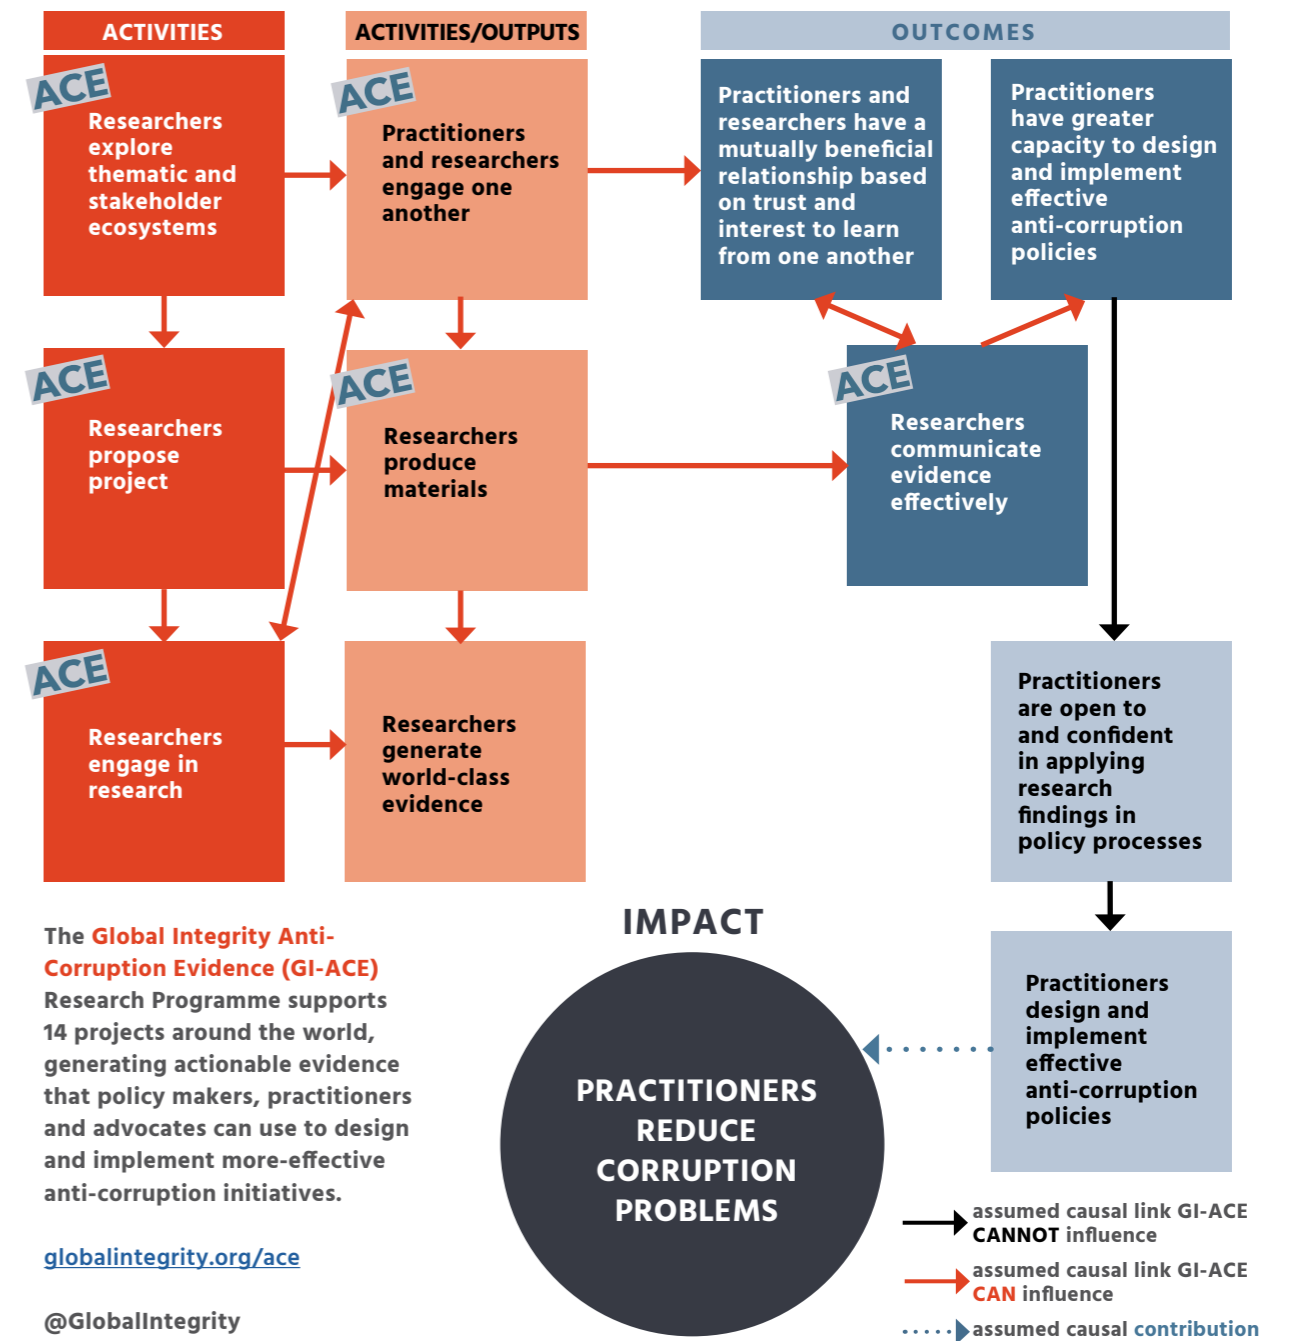 ACTIVITIES
ACE
Researchers
explore
thematic and
stakeholder
ecosystems
ACE
Researchers
propose
project
ACE
Researchers
engage in
research
ACTIVITIES/OUTPUTS
ACE
Practitioners
and researchers
engage one
another
ACE
Researchers
produce
materials
Researchers
generate
world-class
evidence
OUTCOMES
Practitioners and
researchers have a
mutually beneficial
relationship based
on trust and
interest to learn
from one another
Practitioners
have greater
capacity to design
and implement
effective
anti-corruption
policies
ACE
Researchers
communicate
evidence
effectively
Practitioners
are open to
and confident
in applying
research
findings in
policy processes
Practitioners
design and
implement
effective
anti-corruption
policies
IMPACT
PRACTITIONERS
REDUCE
CORRUPTION
PROBLEMS
The Global Integrity Anti-
Corruption Evidence (GI-ACE)
Research Programme supports
14 projects around the world,
generating actionable evidence
that policy makers, practitioners
and advocates can use to design
and implement more-effective
anti-corruption initiatives.
globalintegrity.org/ace
@GlobalIntegrity
assumed causal link GI-ACE
CANNOT influence
assumed causal link GI-ACE
CAN influence
assumed causal contribution